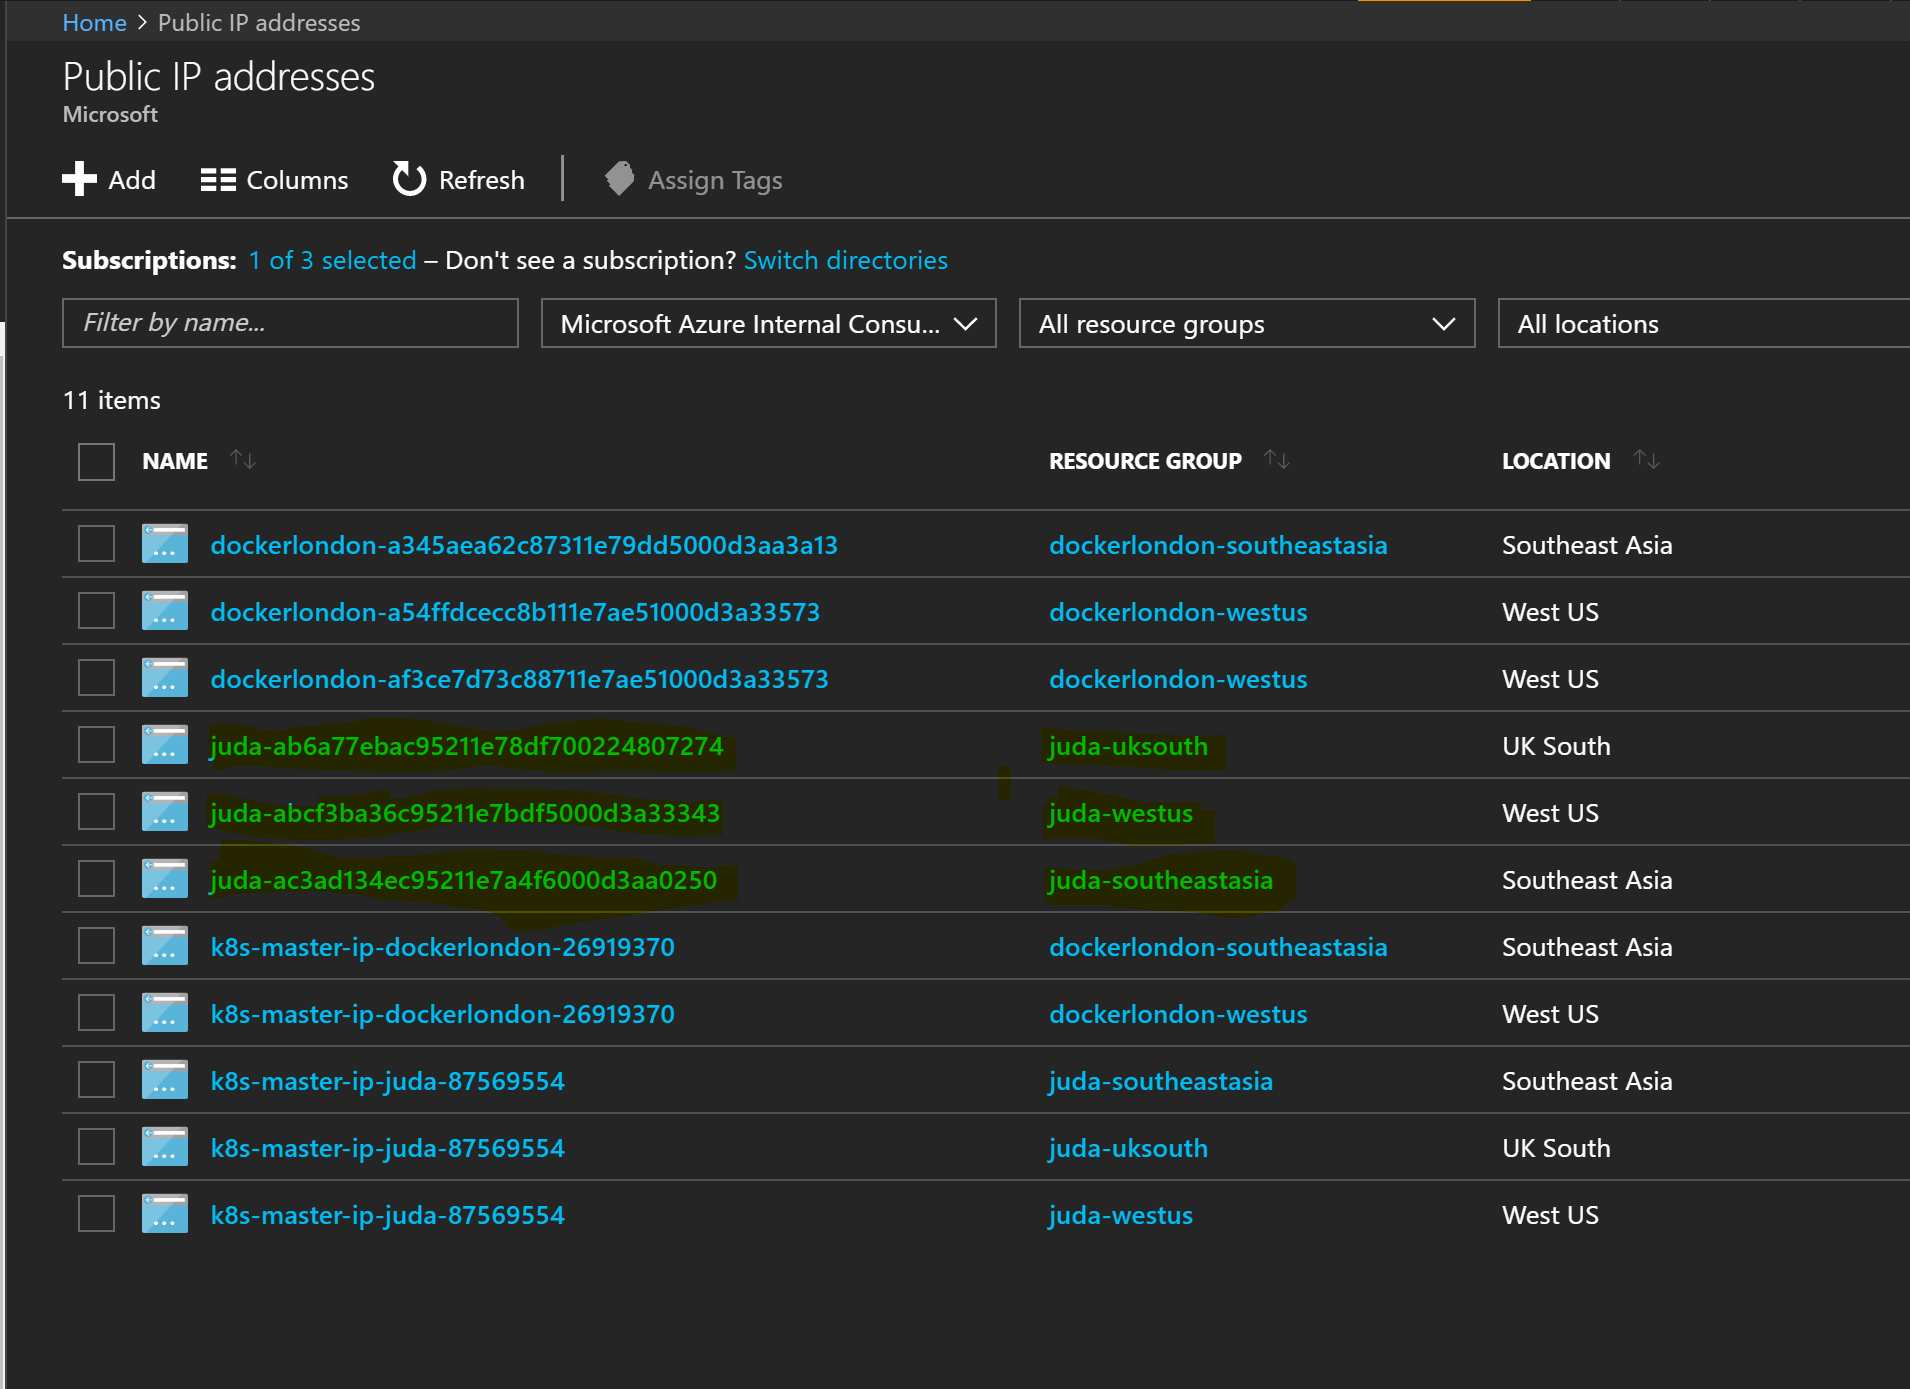 Home > Public IP addresses
Public IP addresses
Microsoft
Add Columns Refresh Assign Tags
Subscriptions: 1 of 3 selected – Don't see a subscription? Switch directories
Filter by name... Microsoft Azure Internal Consu... All resource groups All locations
11 items
NAME RESOURCE GROUP LOCATION
dockerlondon-a345aea62c87311e79dd5000d3aa3a13 dockerlondon-southeastasia Southeast Asia
dockerlondon-a54ffdcecc8b111e7ae51000d3a33573 dockerlondon-westus West US
dockerlondon-af3ce7d73c88711e7ae51000d3a33573 dockerlondon-westus West US
juda-ab6a77ebac95211e78df700224807274 juda-uksouth UK South
juda-abcf3ba36c95211e7bdf5000d3a33343 juda-westus West US
juda-ac3ad134ec95211e7a4f6000d3aa0250 juda-southeastasia Southeast Asia
k8s-master-ip-dockerlondon-26919370 dockerlondon-southeastasia Southeast Asia
k8s-master-ip-dockerlondon-26919370 dockerlondon-westus West US
k8s-master-ip-juda-87569554 juda-southeastasia Southeast Asia
k8s-master-ip-juda-87569554 juda-uksouth UK South
k8s-master-ip-juda-87569554 juda-westus West US